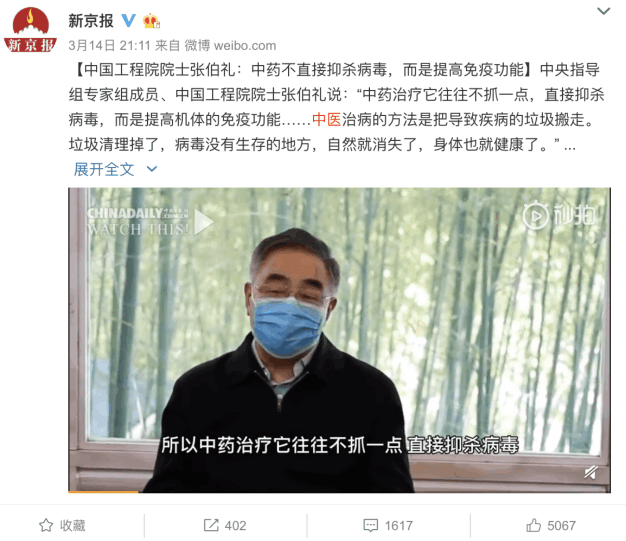 新京报
新京报
3月14日 21:11 来自 微博 weibo.com
【中国工程院院士张伯礼：中药不直接抑杀病毒，而是提高免疫功能】中央指导
组专家组成员、中国工程院院士张伯礼说：“中药治疗它往往不抓一点，直接抑杀
病毒，而是提高机体的免疫功能……中医治病的方法是把导致疾病的垃圾搬走。
垃圾清理掉了，病毒没有生存的地方，自然就消失了，身体也就健康了。” ...
展开全文
CHINADAILY
WATCH THIS!
秒拍
所以中药治疗它往往不抓一点 直接抑杀病毒
收藏
402
1617
5067